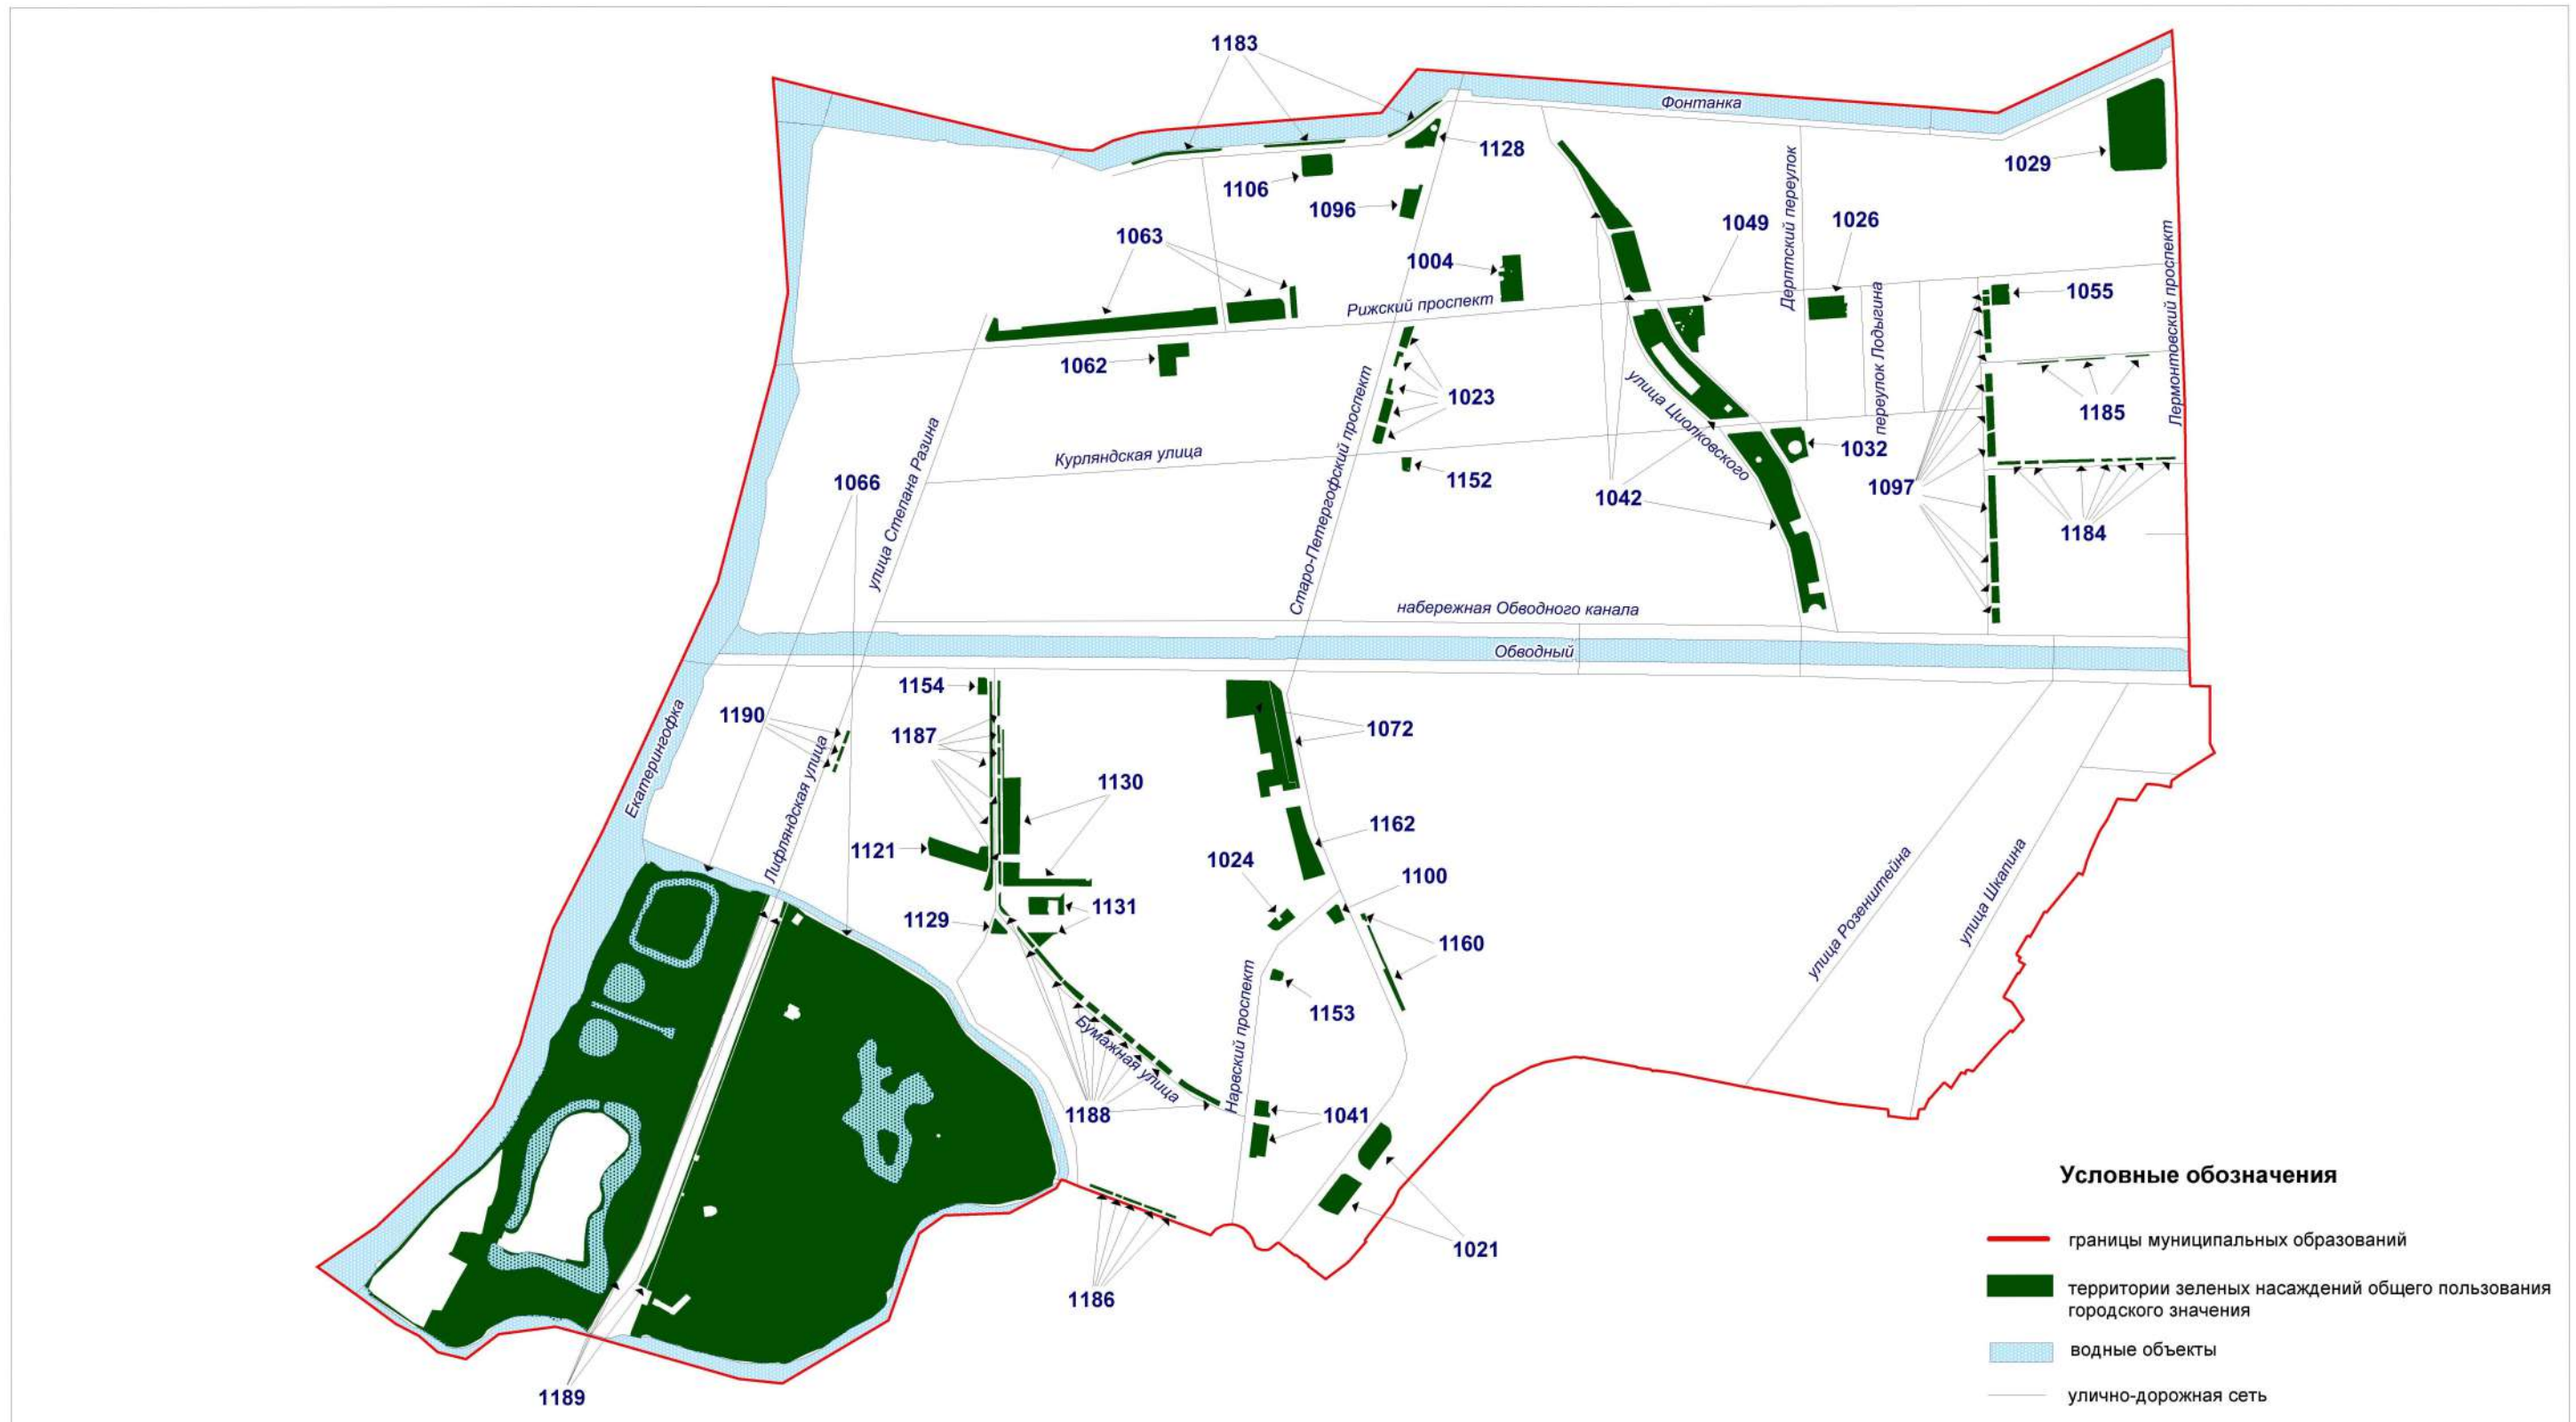 1183
Фонтанка
1128
1029
1106
1096
Дерптский переулок
1049
1026
1063
1004
Лермонтовский проспект
Рижский проспект
переулок Лодыгина
1055
1062
1023
1185
улица Циолковского
Старо-Петергофский проспект
Курляндская улица
1032
1066
улица Степана Разина
1152
1042
1097
1184
набережная Обводного канала
Обводный
1154
1190
1187
1072
Екатерингофка
Лифляндская улица
1130
1162
1121
1024
1100
1131
1129
1160
улица Розенштейна
улица Шкапина
1153
Нарвский проспект
Бумажная улица
1188
1041
1021
1186
1189
Условные обозначения
границы муниципальных образований
территории зеленых насаждений общего пользования
городского значения
водные объекты
улично-дорожная сеть